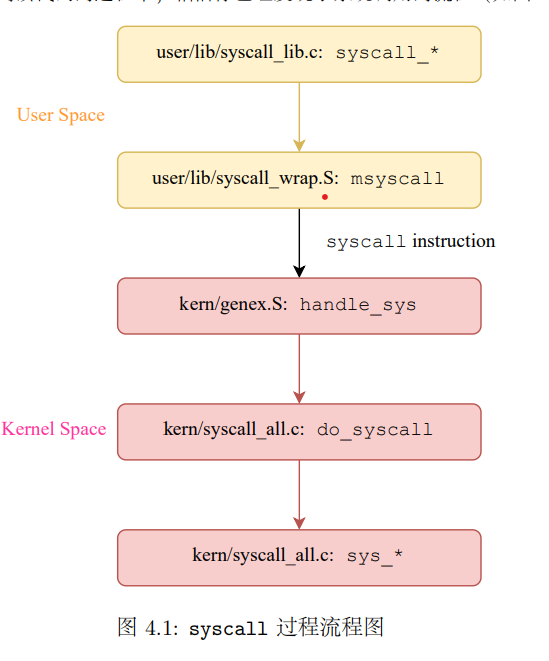 user/lib/syscall_lib.c: syscall_*
User Space
user/lib/syscall_wrap.S: msyscall
syscall instruction
kern/genex.S: handle_sys
Kernel Space
kern/syscall_all.c: do_syscall
kern/syscall_all.c: sys_*
图 4.1: syscall 过程流程图